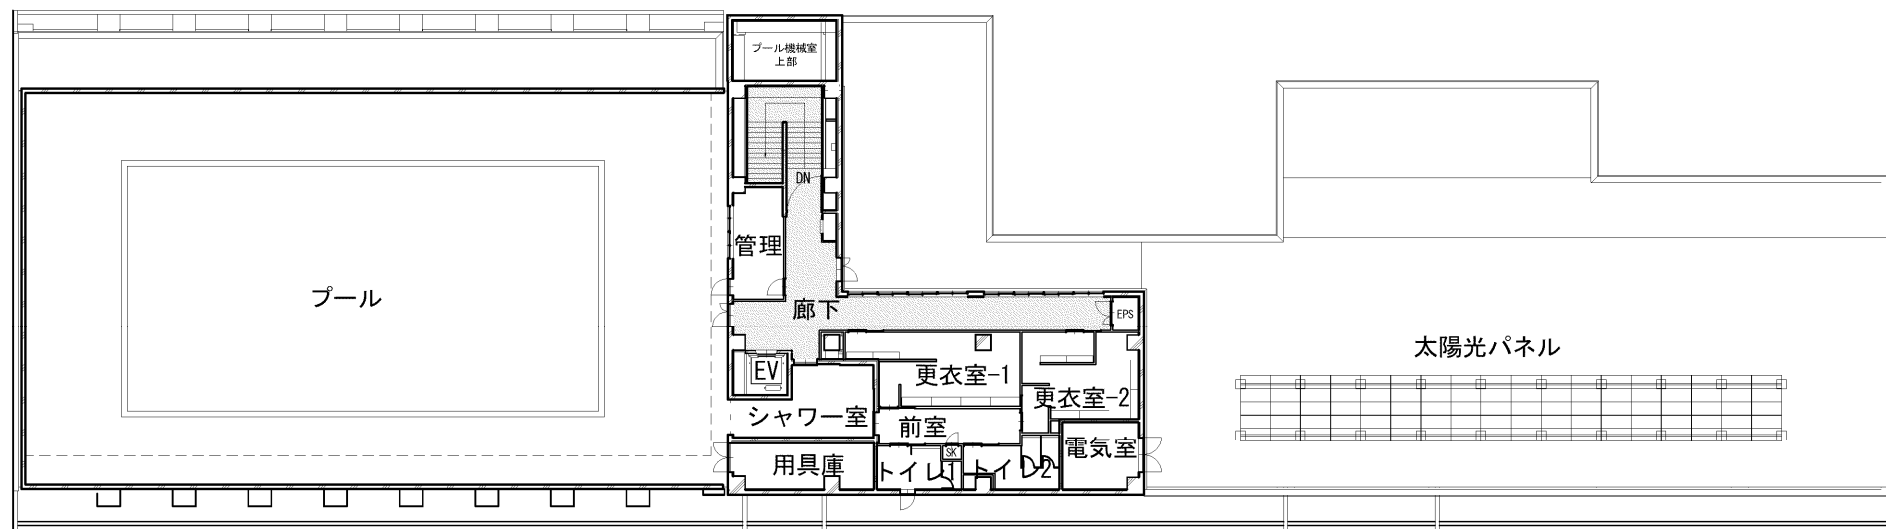 プール機械室
上部
DN
管理
プール
廊下
EPS
太陽光パネル
EV
更衣室-1
更衣室-2
シャワー室
前室
電気室
SK
用具庫
トイレ1
トイレ2